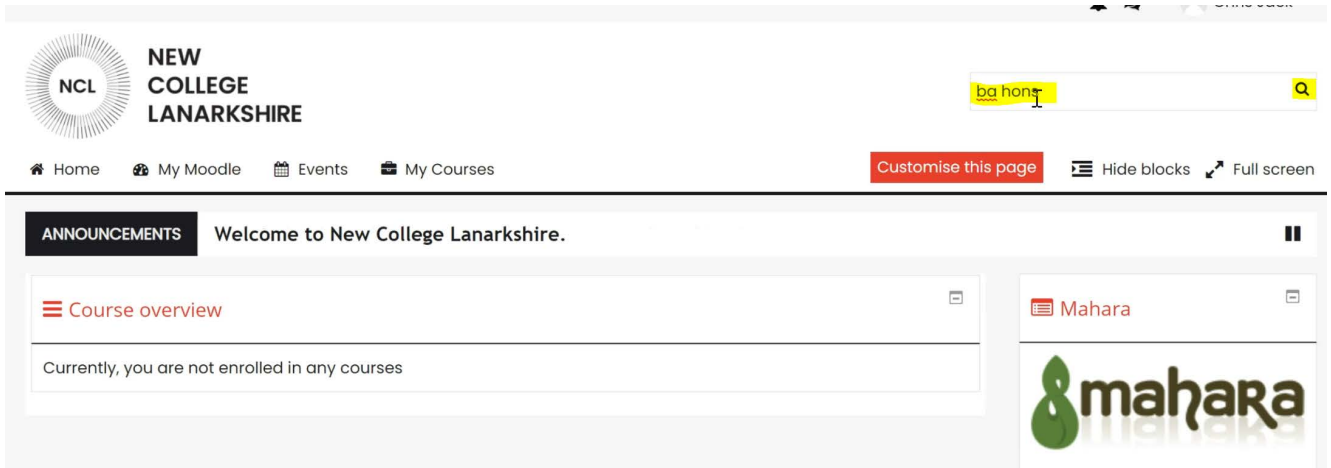 NCL
NEW
COLLEGE
LANARKSHIRE
ba hons
Home My Moodle Events My Courses Customise this page Hide blocks Full screen
ANNOUNCEMENTS Welcome to New College Lanarkshire.
Course overview
Mahara
Currently, you are not enrolled in any courses
mahara